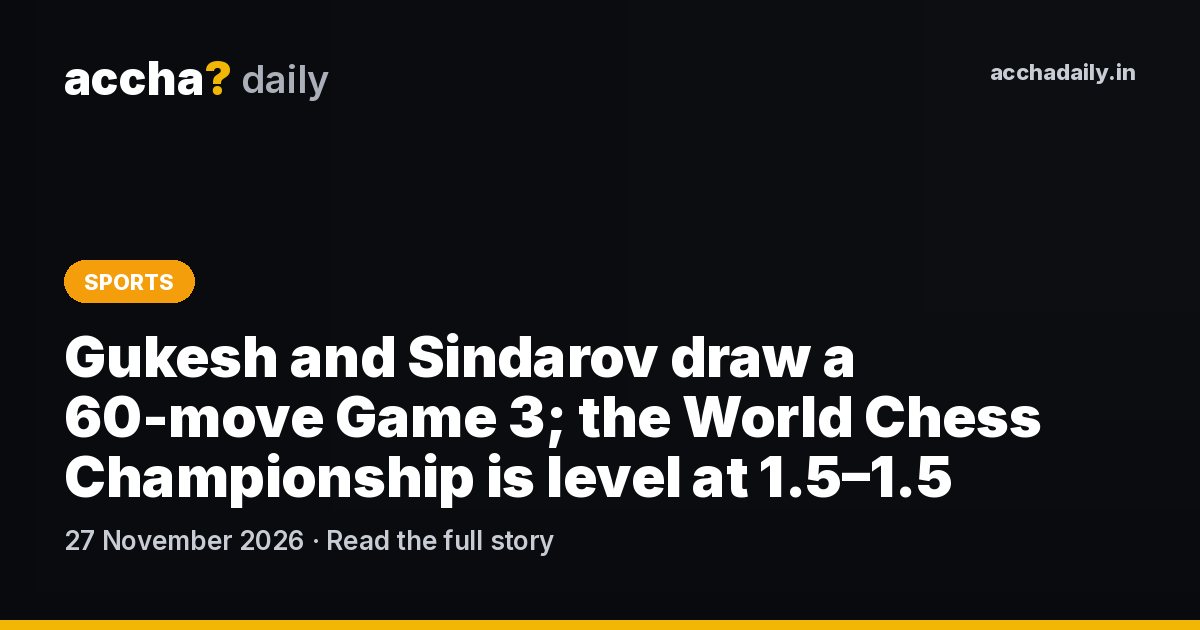 accha? daily
acchadaily.in
SPORTS
Gukesh and Sindarov draw a
60-move Game 3; the World Chess
Championship is level at 1.5–1.5
27 November 2026 · Read the full story